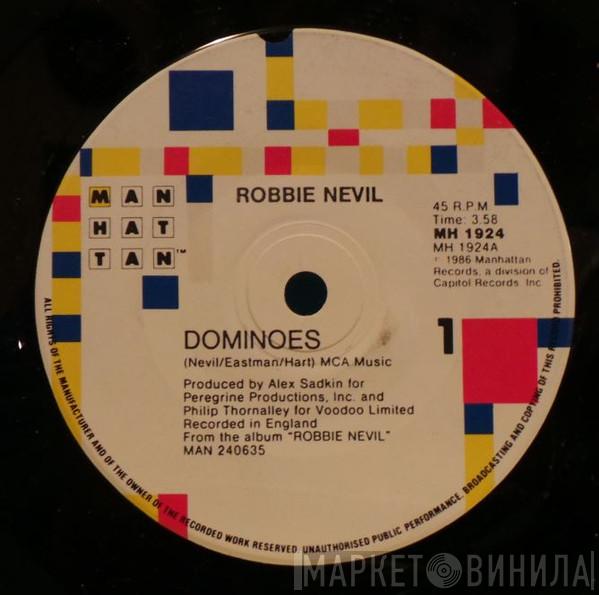 MAN
HAT
TAN™
ROBBIE NEVIL
45 R.P.M
Time: 3.58
MH 1924
MH 1924A
℗ 1986 Manhattan
Records, a division of
Capitol Records, Inc.
DOMINOES
(Nevil/Eastman/Hart) MCA Music
1
Produced by Alex Sadkin for
Peregrine Productions, Inc. and
Philip Thornalley for Voodoo Limited
Recorded in England
From the album "ROBBIE NEVIL"
MAN 240635
ALL RIGHTS OF THE MANUFACTURER AND OF THE OWNER OF THE RECORDED WORK RESERVED. UNAUTHORISED PUBLIC PERFORMANCE, BROADCASTING AND COPYING OF THIS RECORD PROHIBITED.
МАРКЕТ ВИНИЛА